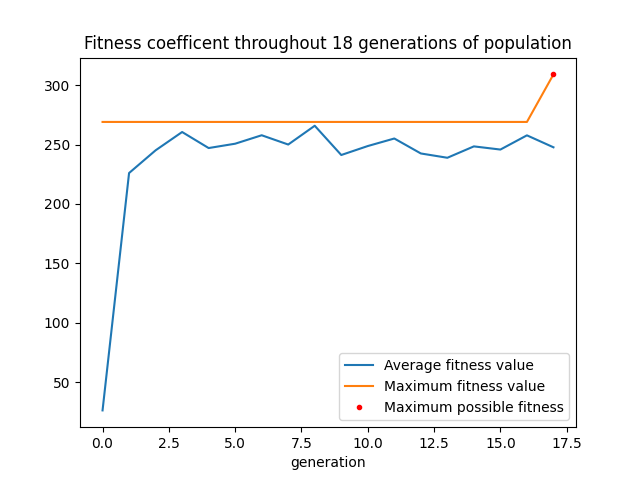 Fitness coefficent throughout 18 generations of population
300
250
200
150
100
50
Average fitness value
Maximum fitness value
Maximum possible fitness
0.0 2.5 5.0 7.5 10.0 12.5 15.0 17.5
generation